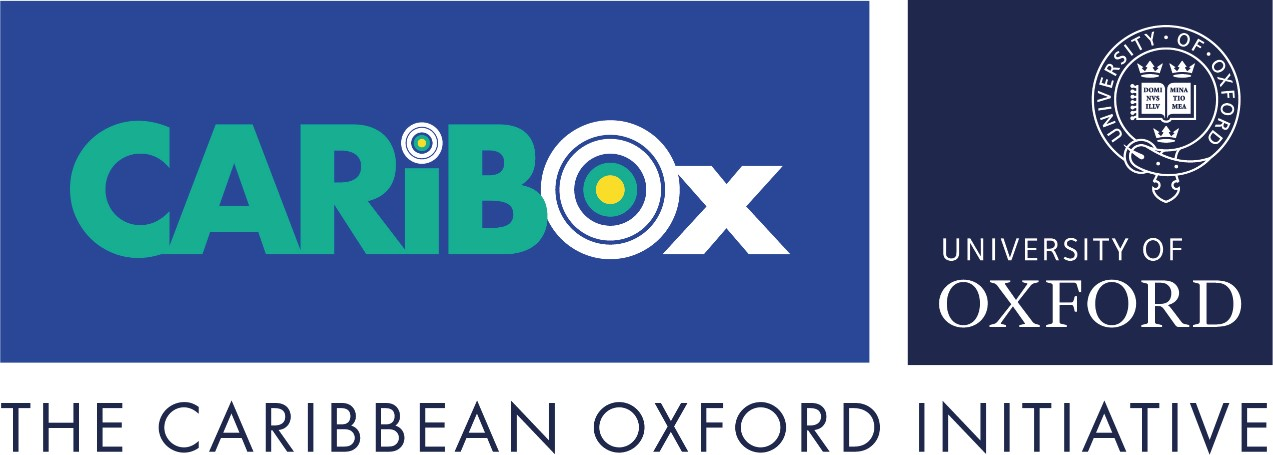 CARiBOx
UNIVERSITY · OF · OXFORD
DOMI MINA
NVS TIO
ILLV MEA
UNIVERSITY OF
OXFORD
THE CARIBBEAN OXFORD INITIATIVE